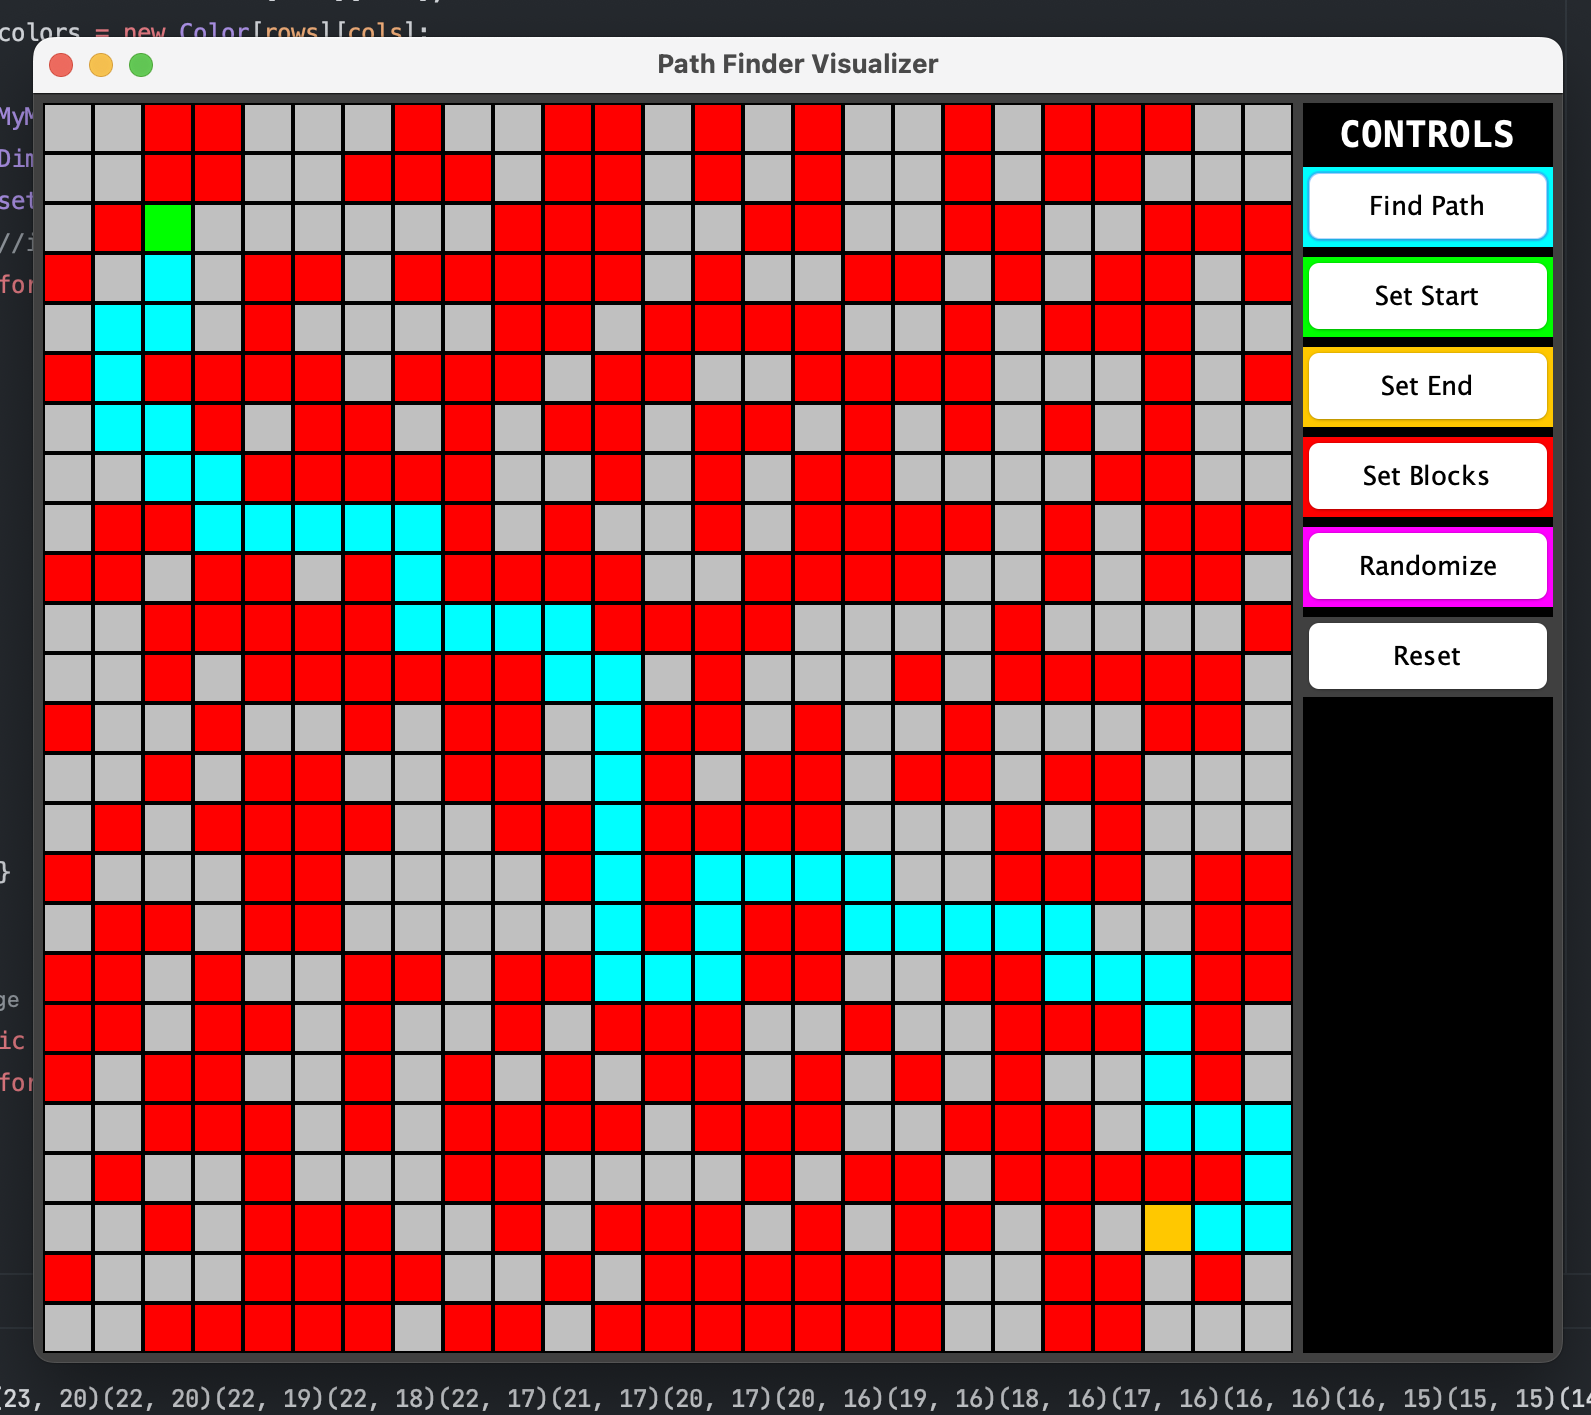 colors = new Color[rows][cols];
Path Finder Visualizer
MyM
Dim
set
//i
for
CONTROLS
Find Path
Set Start
Set End
Set Blocks
Randomize
Reset
}
ge
ic
for
(23, 20)(22, 20)(22, 19)(22, 18)(22, 17)(21, 17)(20, 17)(20, 16)(19, 16)(18, 16)(17, 16)(16, 16)(16, 15)(15, 15)(14